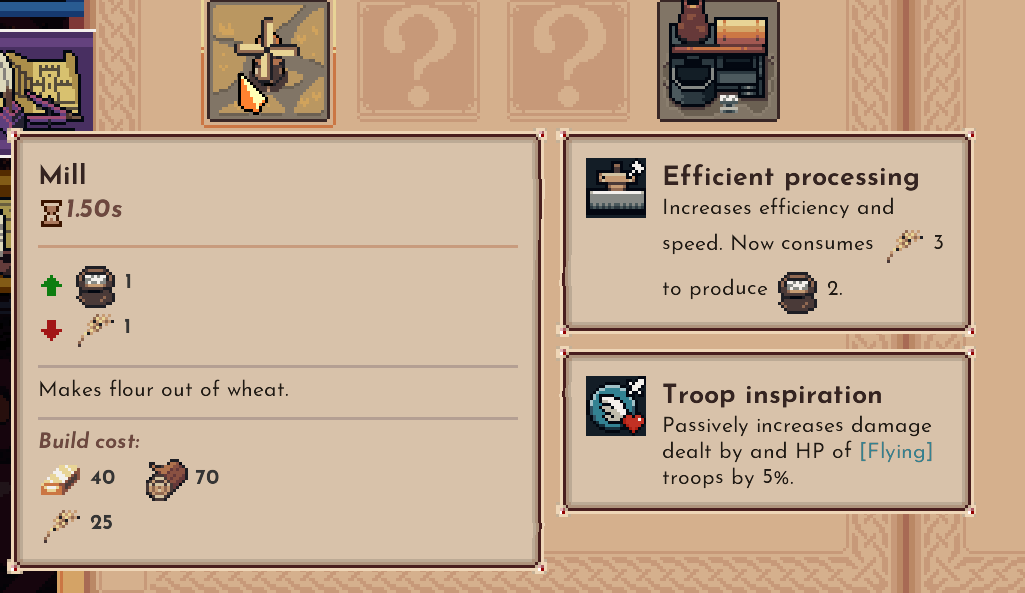 ?
?
Mill
1.50s
1
1
Makes flour out of wheat.
Build cost:
40
70
25
Efficient processing
Increases efficiency and
speed. Now consumes 3
to produce 2.
Troop inspiration
Passively increases damage
dealt by and HP of [Flying]
troops by 5%.